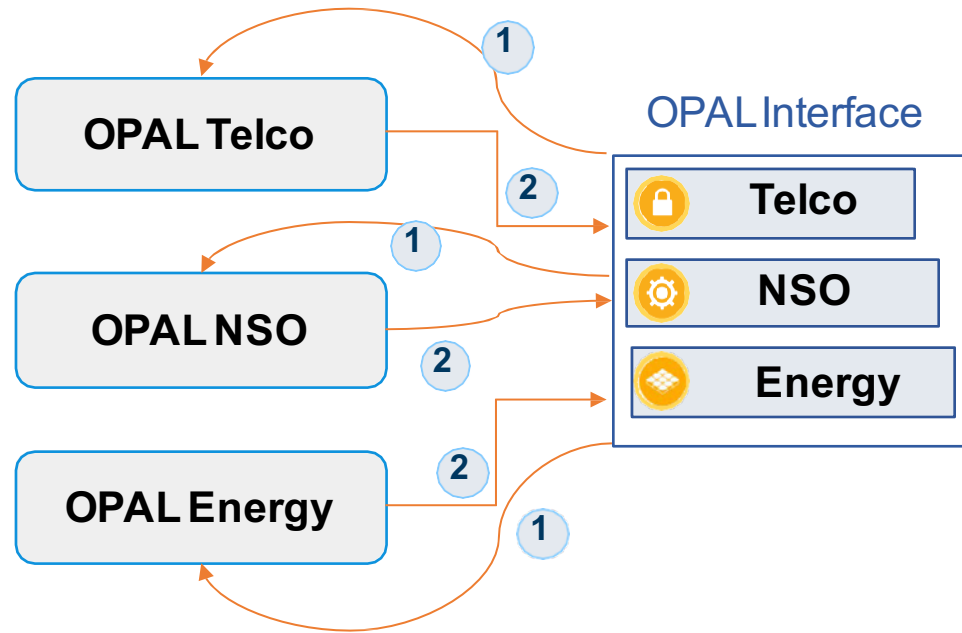 1
OPAL Telco
OPAL Interface
2
Telco
1
NSO
OPAL NSO
2
Energy
2
OPAL Energy
1